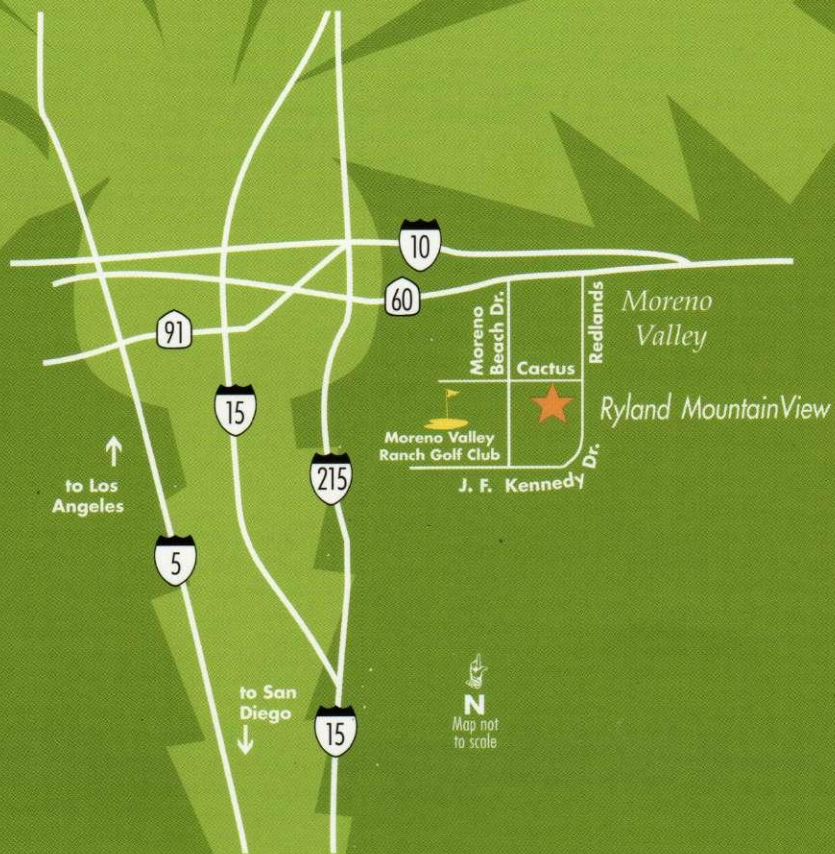 10
60
91
Moreno
Beach Dr.
Redlands
Moreno
Valley
Cactus
Ryland MountainView
15
Moreno Valley
Ranch Golf Club
J. F. Kennedy Dr.
215
to Los
Angeles
5
to San
Diego
15
N
Map not
to scale